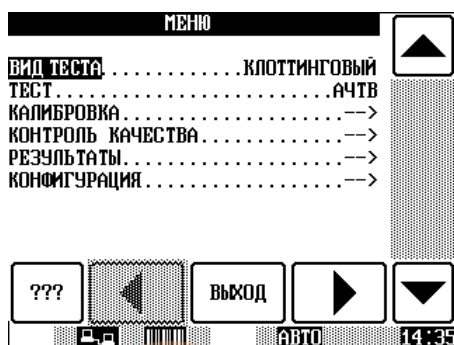 МЕНЮ
ВИД ТЕСТА.............КЛОТТИНГОВЫЙ
ТЕСТ.........................АЧТВ
КАЛИБРОВКА....................-->
КОНТРОЛЬ КАЧЕСТВА.............-->
РЕЗУЛЬТАТЫ....................-->
КОНФИГУРАЦИЯ..................-->
??? ВЫХОД
АВТО 14:35